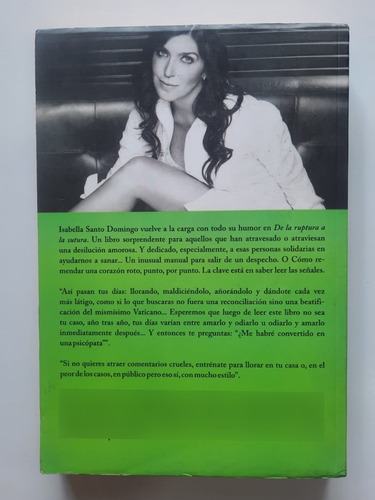 Isabella Santo Domingo vuelve a la carga con todo su humor en De la ruptura a
la sutura. Un libro sorprendente para aquellos que han atravesado o atraviesan
una desilución amorosa. Y dedicado, especialmente, a esas personas solidarias en
ayudarnos a sanar... Un inusual manual para salir de un despecho. O Cómo re-
mendar una corazón roto, punto, por punto. La clave está en saber leer las señales.
"Así pasan tus días: llorando, maldiciéndolo, añorándolo y dándote cada vez
más látigo, como si lo que buscaras no fuera una reconciliación sino una beatifi-
cación del mismísimo Vaticano... Esperemos que luego de leer este libro no sea
tu caso, año tras año, tus días varían entre amarlo y odiarlo u odiarlo y amarlo
inmediatamente después... Y entonces te preguntas: "¿Me habré convertido en
una psicópata"".
"Si no quieres atraer comentarios crueles, entrénate para llorar en tu casa o, en el
peor de los casos, en público pero eso sí, con mucho estilo".